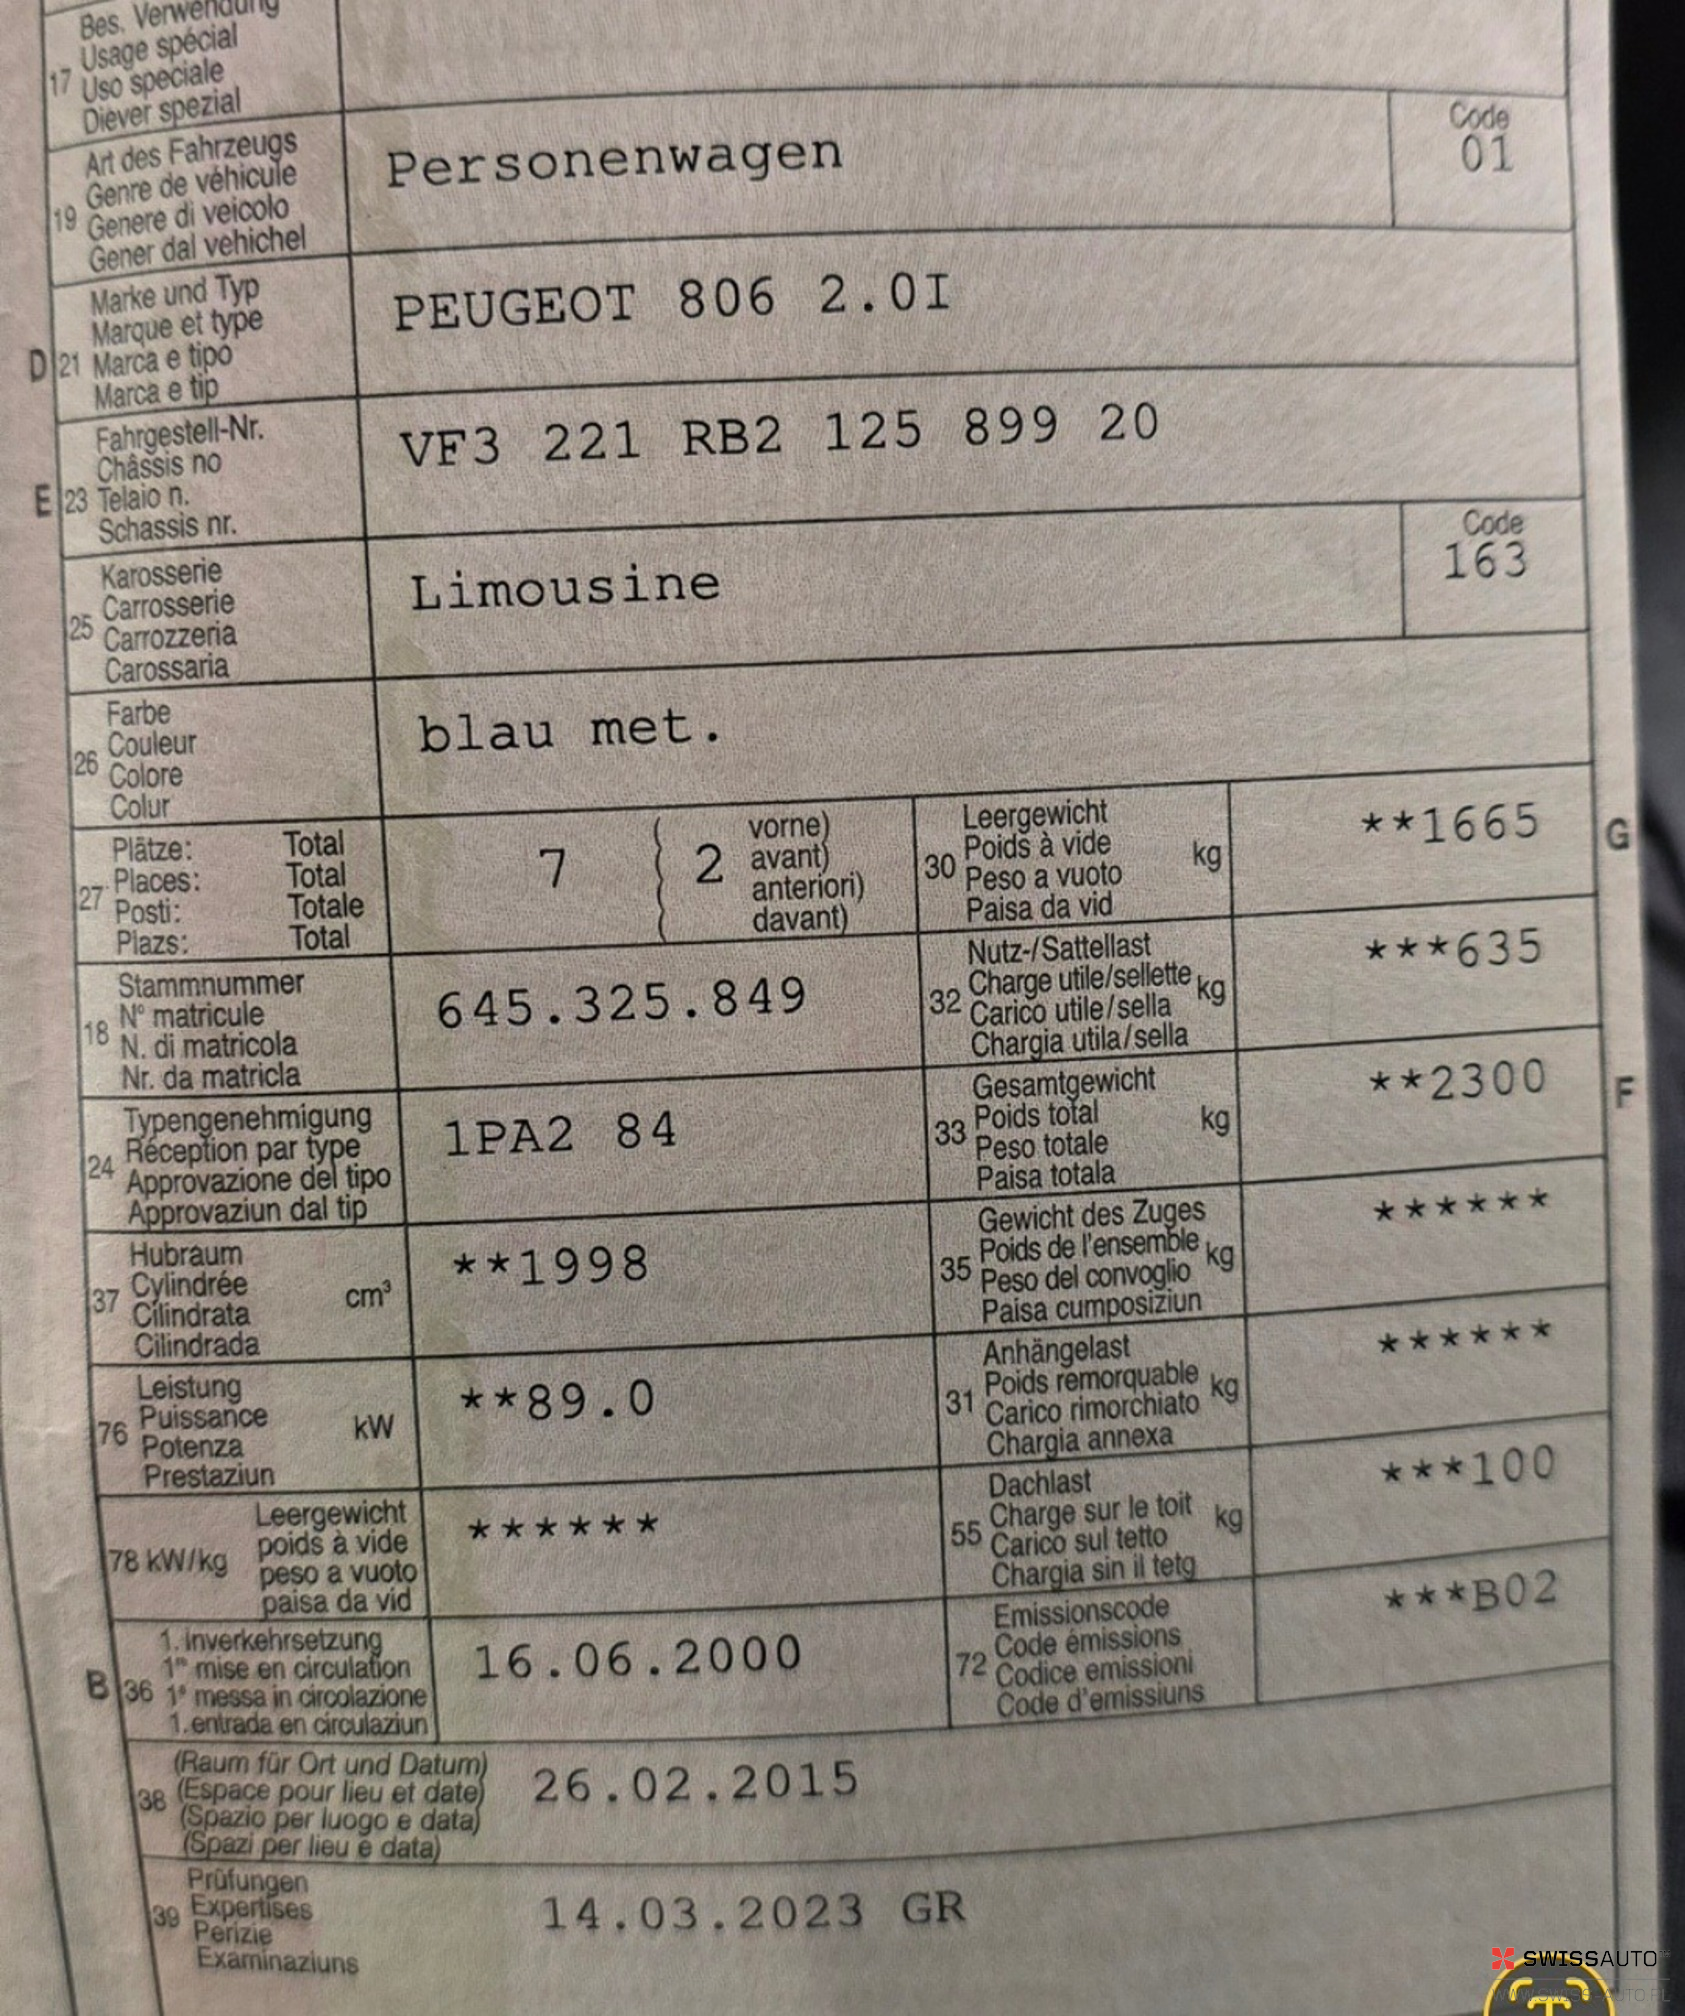 Bes. Verwendung
Usage spécial
17 Uso speciale
Diever spezial
Art des Fahrzeugs
Genre de véhicule
19 Genere di veicolo
Gener dal vehichel
Personenwagen
Code
01
Marke und Typ
Marque et type
D 21 Marca e tipo
Marca e tip
PEUGEOT 806 2.0I
Fahrgestell-Nr.
Châssis no
E 23 Telaio n.
Schassis nr.
VF3 221 RB2 125 899 20
Karosserie
Carrosserie
25 Carrozzeria
Carossaria
Limousine
Code
163
Farbe
Couleur
26 Colore
Colur
blau met.
Plätze: Total
Places: Total
27 Posti: Totale
Plazs: Total
7 { 2
vorne)
avant)
anteriori)
davant)
Leergewicht
Poids à vide
30 Peso a vuoto kg
Paisa da vid
**1665 G
Stammnummer
N° matricule
18 N. di matricola
Nr. da matricla
645.325.849
Nutz-/Sattellast
Charge utile/sellette
32 Carico utile/sella kg
Chargia utila/sella
***635
Typengenehmigung
Réception par type
24 Approvazione del tipo
Approvaziun dal tip
1PA2 84
Gesamtgewicht
Poids total
33 Peso totale kg
Paisa totala
**2300 F
Hubraum
Cylindrée
37 Cilindrata cm³
Cilindrada
**1998
Gewicht des Zuges
Poids de l'ensemble
35 Peso del convoglio kg
Paisa cumposiziun
******
Leistung
Puissance
76 Potenza kW
Prestaziun
**89.0
Anhängelast
Poids remorquable
31 Carico rimorchiato kg
Chargia annexa
******
Leergewicht
poids à vide
78 kW/kg peso a vuoto
paisa da vid
******
Dachlast
Charge sur le toit
55 Carico sul tetto kg
Chargia sin il tetg
***100
1. Inverkehrsetzung
1re mise en circulation
B 36 1a messa in circolazione
1. entrada en circulaziun
16.06.2000
Emissionscode
Code émissions
72 Codice emissioni
Code d'emissiuns
***B02
(Raum für Ort und Datum)
38 (Espace pour lieu et date)
(Spazio per luogo e data)
(Spazi per lieu e data)
26.02.2015
Prüfungen
39 Expertises
Perizie
Examinaziuns
14.03.2023 GR
SWISSAUTO
WWW.SWISS-AUTO.PL